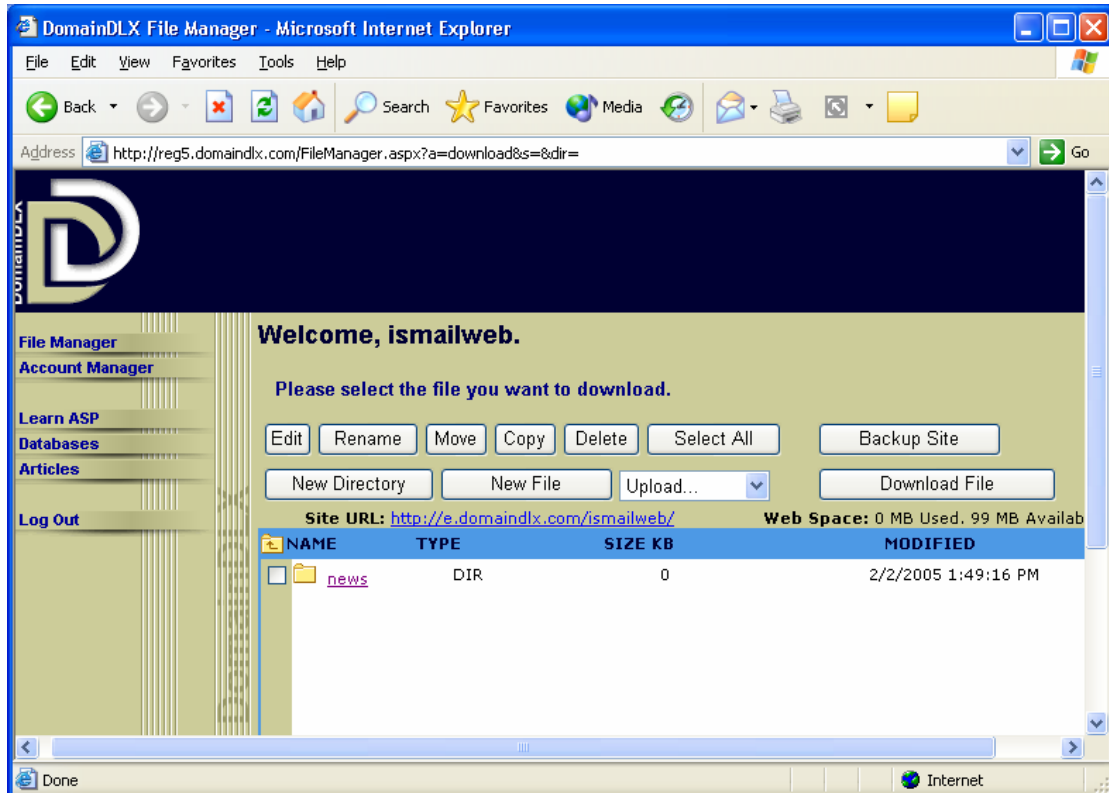 DomainDLX File Manager - Microsoft Internet Explorer
File Edit View Favorites Tools Help
Back Search Favorites Media
Address http://reg5.domaindlx.com/FileManager.aspx?a=download&s=&dir= Go
DomainDLX
Welcome, ismailweb.
File Manager
Account Manager
Please select the file you want to download.
Learn ASP
Databases
Articles
Log Out
Edit Rename Move Copy Delete Select All Backup Site
New Directory New File Upload... Download File
Site URL: http://e.domaindlx.com/ismailweb/ Web Space: 0 MB Used. 99 MB Availab
NAME TYPE SIZE KB MODIFIED
news DIR 0 2/2/2005 1:49:16 PM
DomainDLX
Done Internet